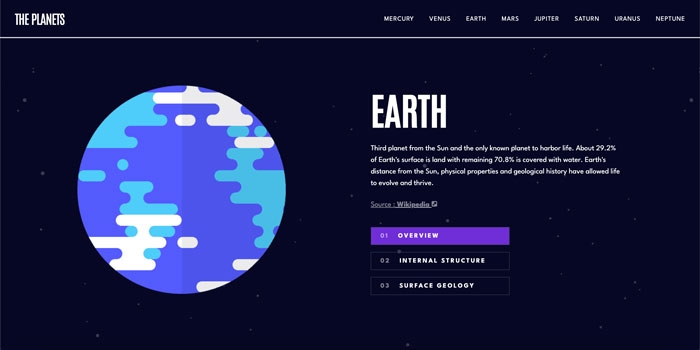 THE PLANETS
MERCURY VENUS EARTH MARS JUPITER SATURN URANUS NEPTUNE
EARTH
Third planet from the Sun and the only known planet to harbor life. About 29.2%
of Earth's surface is land with remaining 70.8% is covered with water. Earth's
distance from the Sun, physical properties and geological history have allowed life
to evolve and thrive.
Source : Wikipedia
01 OVERVIEW
02 INTERNAL STRUCTURE
03 SURFACE GEOLOGY